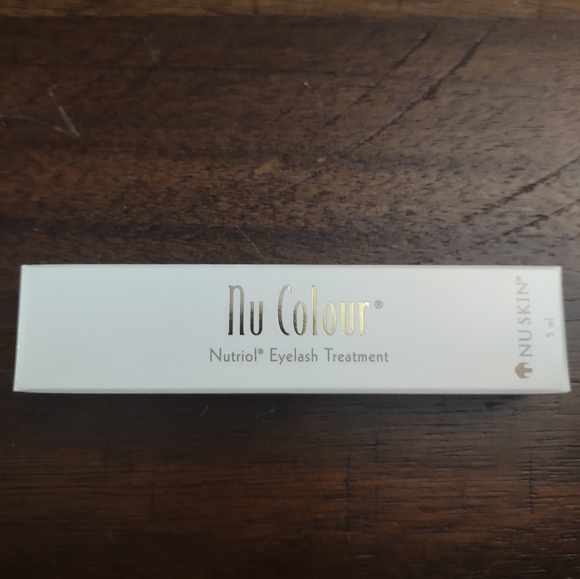 Nu Colour®
Nutriol® Eyelash Treatment
NU SKIN®
5 ml